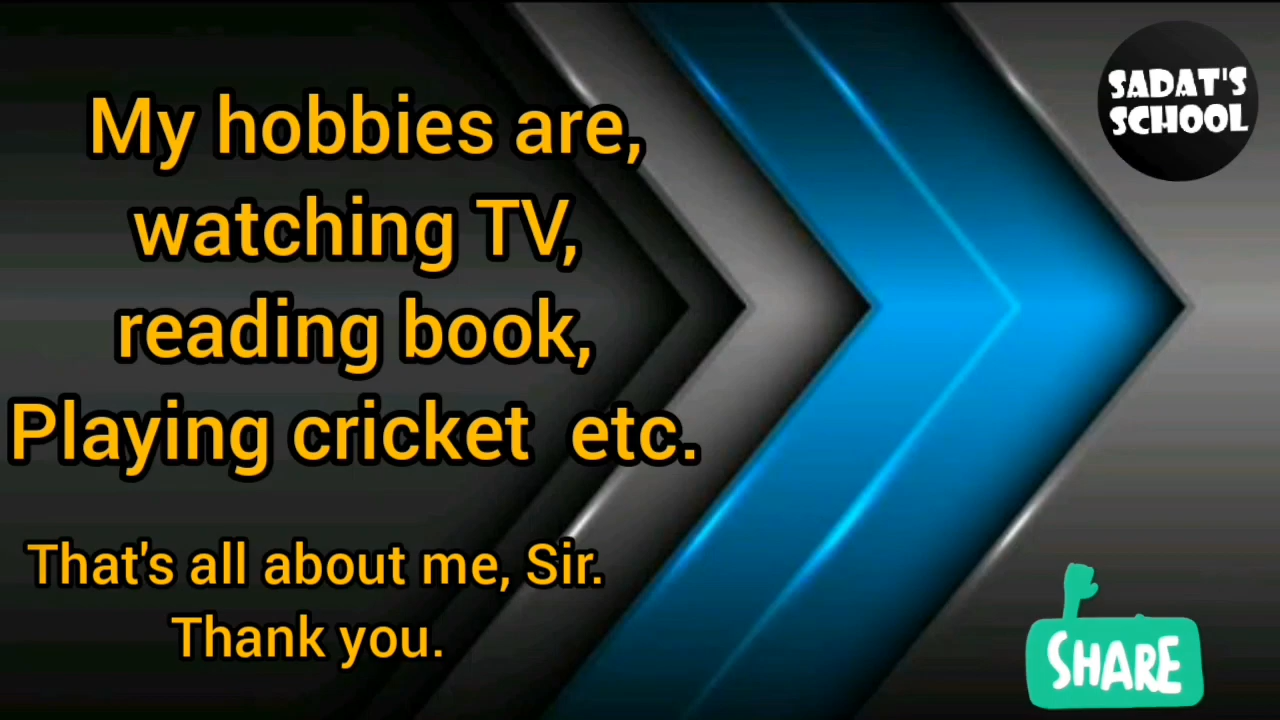 My hobbies are,
watching TV,
reading book,
Playing cricket etc.
That's all about me, Sir.
Thank you.
SADAT'S
SCHOOL
SHARE